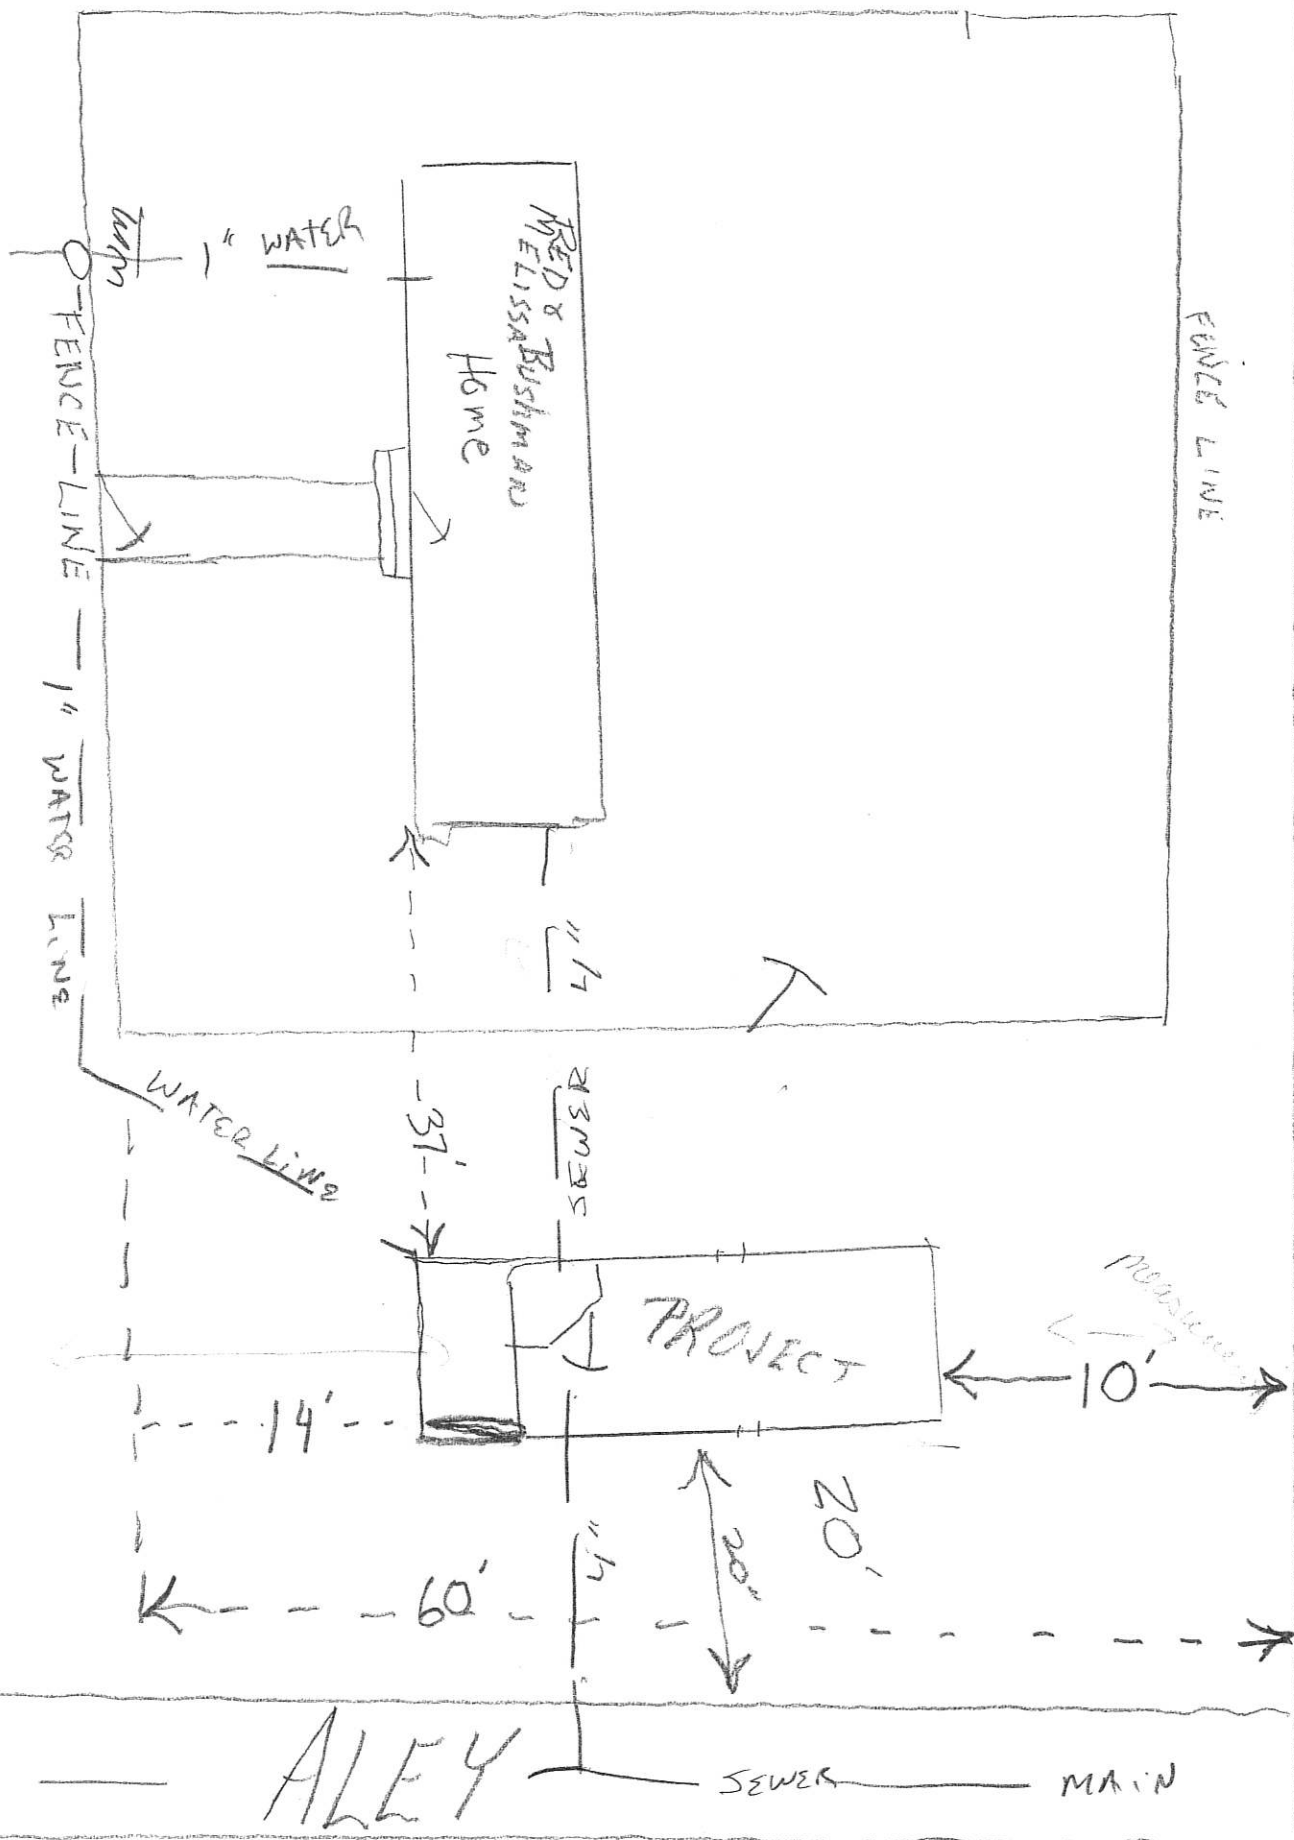 FENCE LINE
WM
1" WATER
RED &
MELISSA BUSHMAN
Home
FENCE-LINE — 1" WATER LINE
4"
WATER LINE
37'
SEWER
PROJECT
10'
14'
20'
20'
60'
4"
ALEY
SEWER MAIN